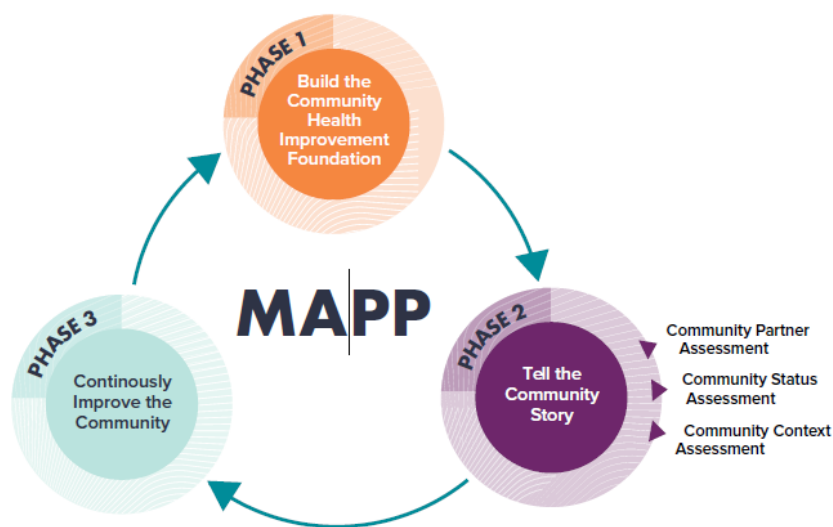 PHASE 1
Build the
Community
Health
Improvement
Foundation
MAPP
PHASE 2
Tell the
Community
Story
Community Partner
Assessment
Community Status
Assessment
Community Context
Assessment
PHASE 3
Continously
Improve the
Community